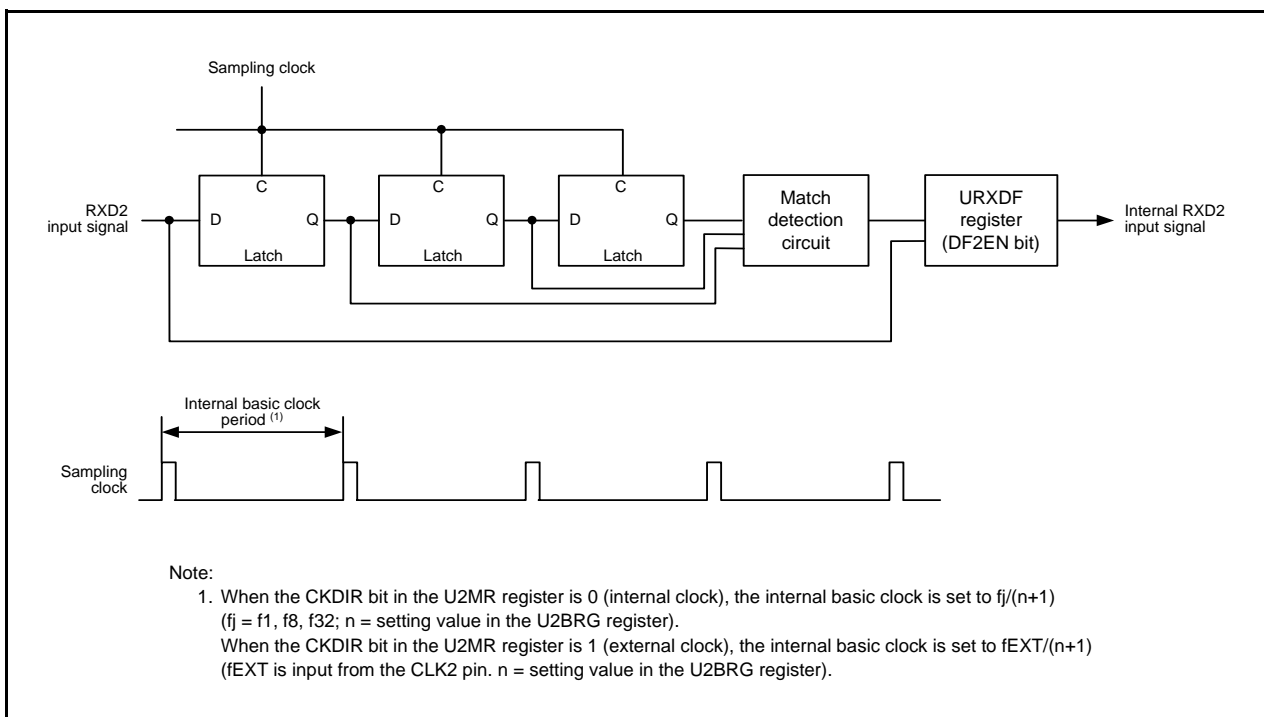 Sampling clock
RXD2
input signal
C
D
Q
Latch
C
D
Q
Latch
C
D
Q
Latch
Match
detection
circuit
URXDF
register
(DF2EN bit)
Internal RXD2
input signal
Internal basic clock
period (1)
Sampling
clock
Note:
1. When the CKDIR bit in the U2MR register is 0 (internal clock), the internal basic clock is set to fj/(n+1)
(fj = f1, f8, f32; n = setting value in the U2BRG register).
When the CKDIR bit in the U2MR register is 1 (external clock), the internal basic clock is set to fEXT/(n+1)
(fEXT is input from the CLK2 pin. n = setting value in the U2BRG register).